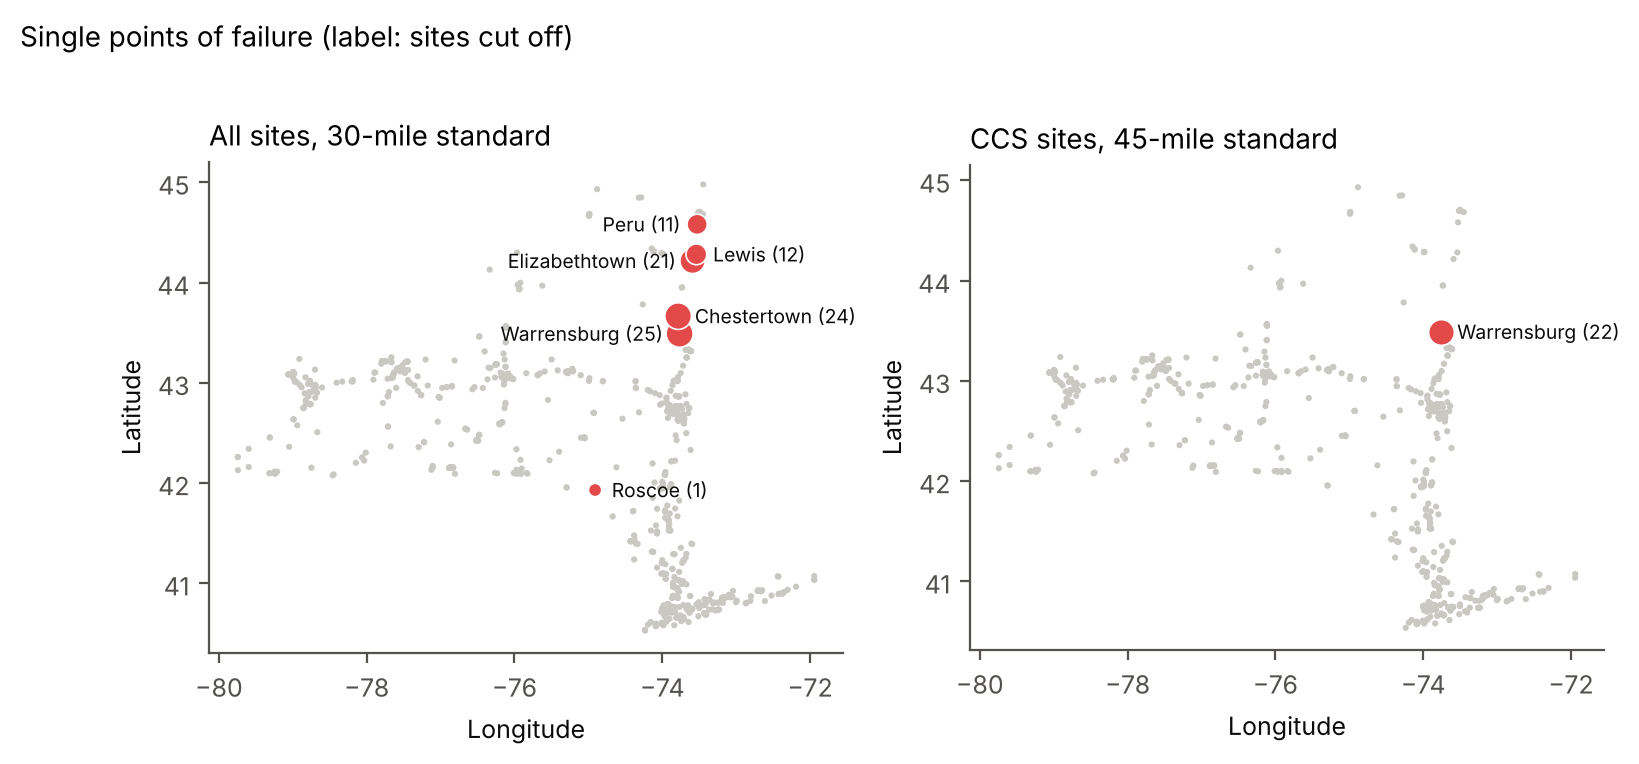 Single points of failure (label: sites cut off)
All sites, 30-mile standard
45
44
43
42
41
Latitude
Peru (11)
Lewis (12)
Elizabethtown (21)
Chestertown (24)
Warrensburg (25)
Roscoe (1)
−80
−78
−76
−74
−72
Longitude
CCS sites, 45-mile standard
45
44
43
42
41
Latitude
Warrensburg (22)
−80
−78
−76
−74
−72
Longitude